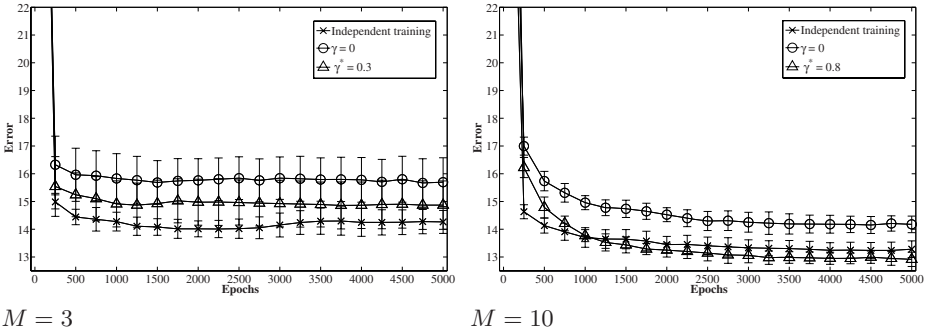 22
21
20
19
18
17
16
15
14
13
Error
0 500 1000 1500 2000 2500 3000 3500 4000 4500 5000
Epochs
Independent training
γ = 0
γ* = 0.3
M = 3
22
21
20
19
18
17
16
15
14
13
Error
0 500 1000 1500 2000 2500 3000 3500 4000 4500 5000
Epochs
Independent training
γ = 0
γ* = 0.8
M = 10